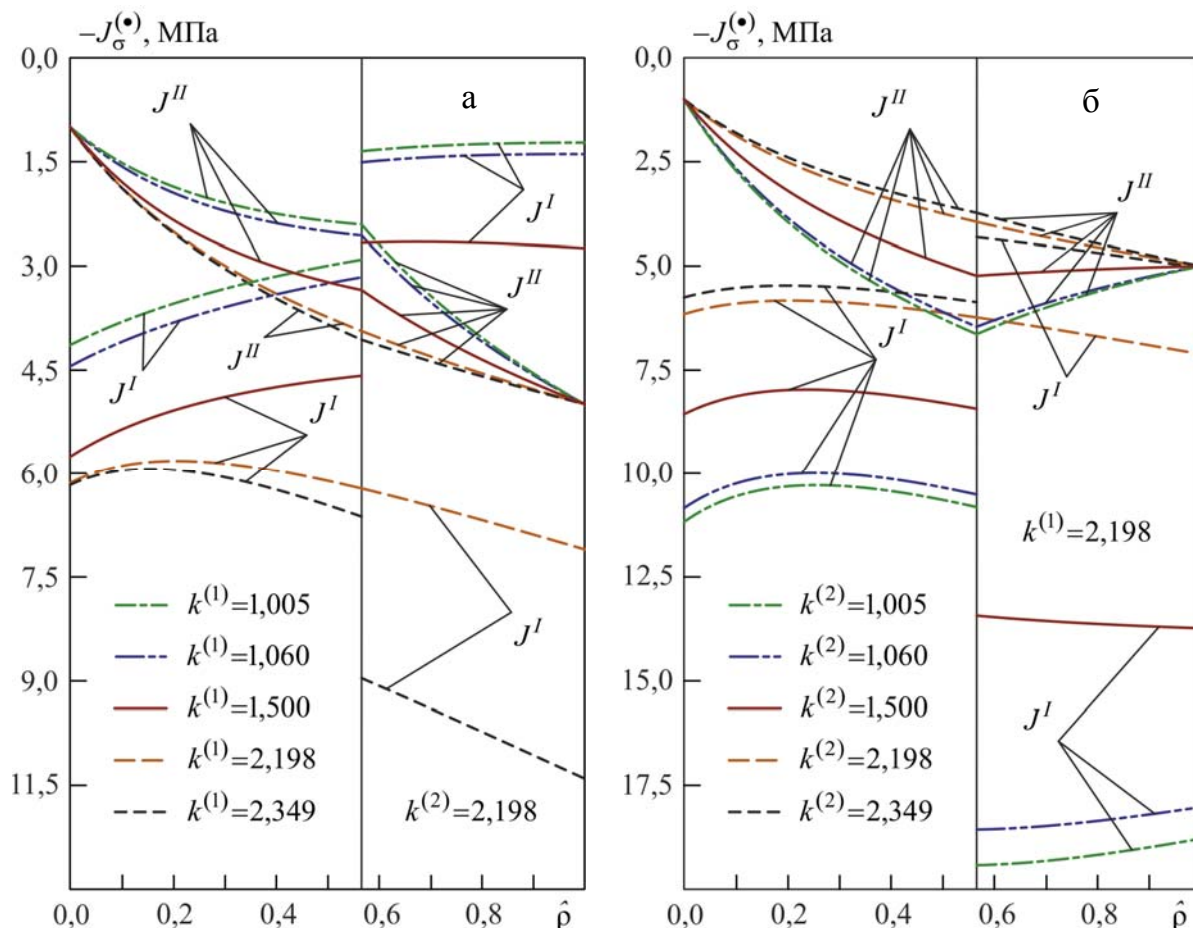 −J_σ^(•), МПа
0,0
1,5
3,0
4,5
6,0
7,5
9,0
11,5
а
J^II
J^I
J^II
J^II
J^I
J^I
J^I
k^(1)=1,005
k^(1)=1,060
k^(1)=1,500
k^(1)=2,198
k^(1)=2,349
k^(2)=2,198
0,0 0,2 0,4 0,6 0,8 ρ̂
−J_σ^(•), МПа
0,0
2,5
5,0
7,5
10,0
12,5
15,0
17,5
б
J^II
J^II
J^I
J^I
k^(1)=2,198
J^I
k^(2)=1,005
k^(2)=1,060
k^(2)=1,500
k^(2)=2,198
k^(2)=2,349
0,0 0,2 0,4 0,6 0,8 ρ̂